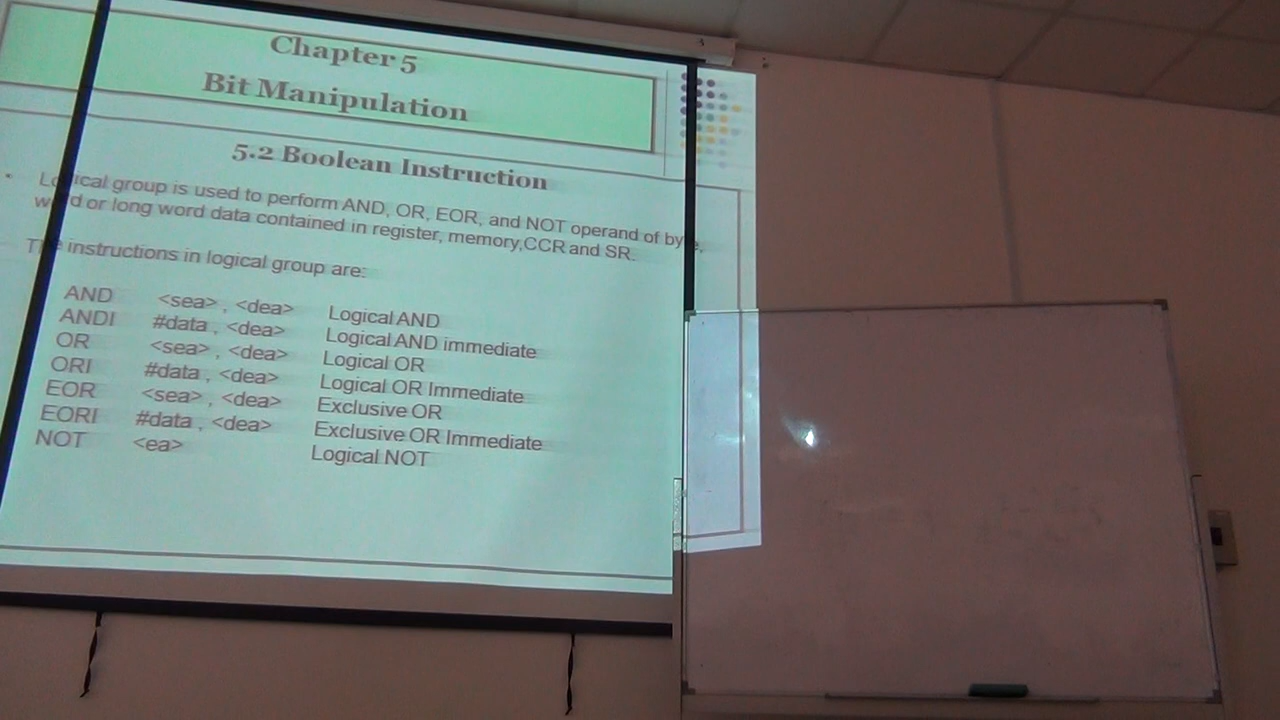 Chapter 5
Bit Manipulation
5.2 Boolean Instruction
• Logical group is used to perform AND, OR, EOR, and NOT operand of byte,
word or long word data contained in register, memory,CCR and SR.
The instructions in logical group are:
AND <sea> , <dea> Logical AND
ANDI #data , <dea> Logical AND immediate
OR <sea> , <dea> Logical OR
ORI #data , <dea> Logical OR Immediate
EOR <sea> , <dea> Exclusive OR
EORI #data , <dea> Exclusive OR Immediate
NOT <ea> Logical NOT